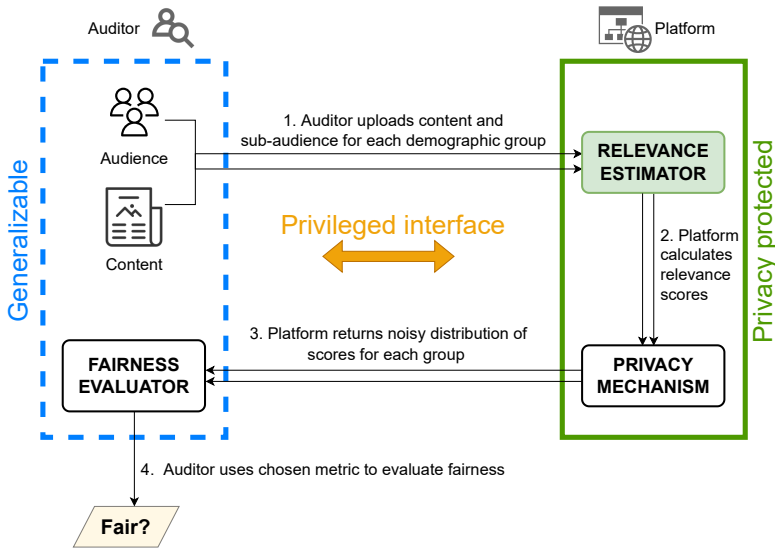 Auditor
Platform
Generalizable
Audience
Content
1. Auditor uploads content and
sub-audience for each demographic group
RELEVANCE
ESTIMATOR
Privileged interface
2. Platform
calculates
relevance
scores
Privacy protected
3. Platform returns noisy distribution of
scores for each group
FAIRNESS
EVALUATOR
PRIVACY
MECHANISM
4. Auditor uses chosen metric to evaluate fairness
Fair?